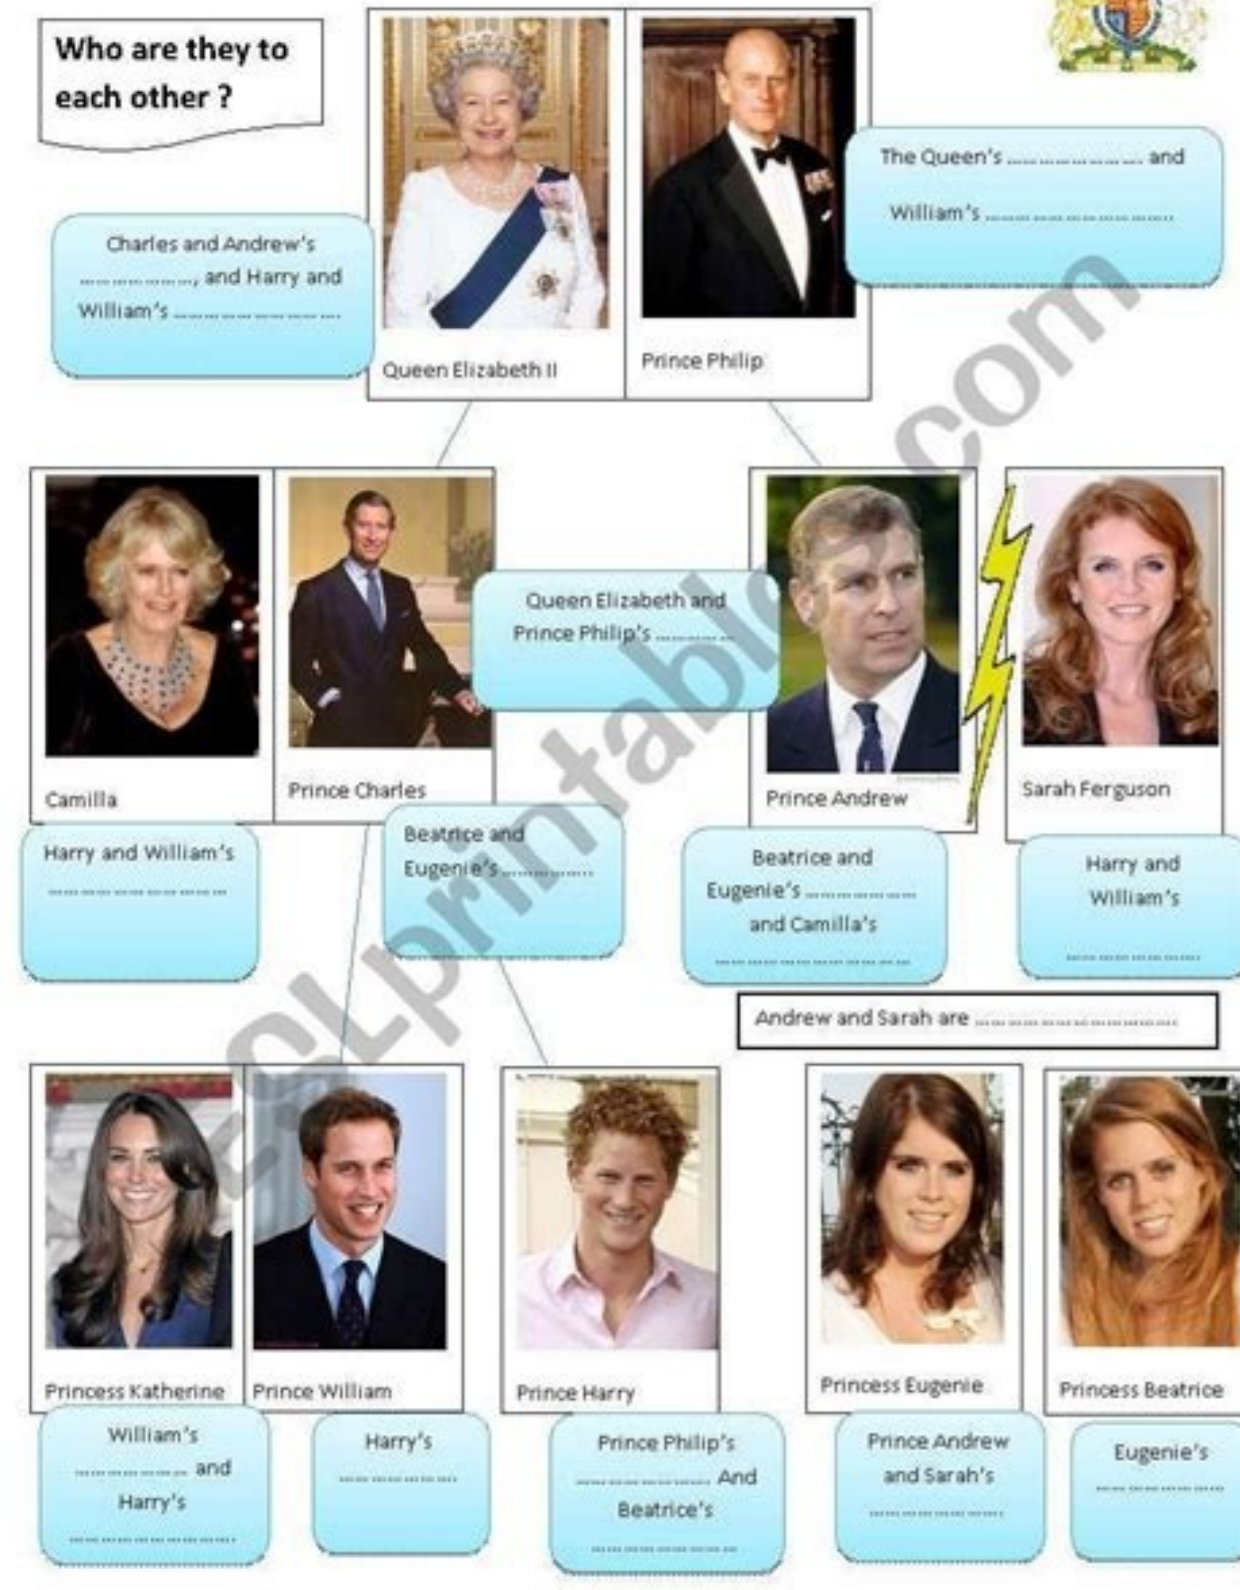 Who are they to
each other ?
The Queen's ........................ and
William's ..................................
Charles and Andrew's
...................., and Harry and
William's ..............................
Queen Elizabeth II
Prince Philip
Queen Elizabeth and
Prince Philip's ..............
Camilla
Prince Charles
Prince Andrew
Sarah Ferguson
Harry and William's
................................
Beatrice and
Eugenie's ................
Beatrice and
Eugenie's ....................
and Camilla's
...................................
Harry and
William's
........................
Andrew and Sarah are ....................................
Princess Katherine
Prince William
Prince Harry
Princess Eugenie
Princess Beatrice
William's
.................... and
Harry's
..............................
Harry's
.....................
Prince Philip's
........................ And
Beatrice's
..........................
Prince Andrew
and Sarah's
........................
Eugenie's
.......................
ESLprintables.com